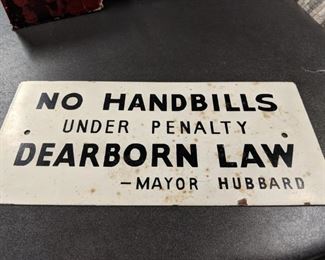 NO HANDBILLS
UNDER PENALTY
DEARBORN LAW
-MAYOR HUBBARD